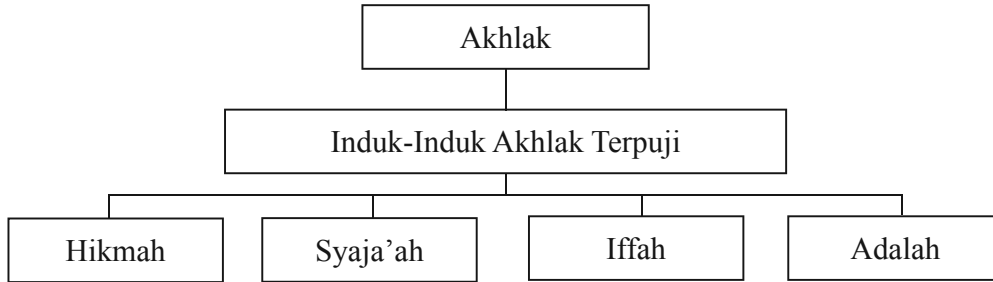 Akhlak
Induk-Induk Akhlak Terpuji
Hikmah
Syaja’ah
Iffah
Adalah